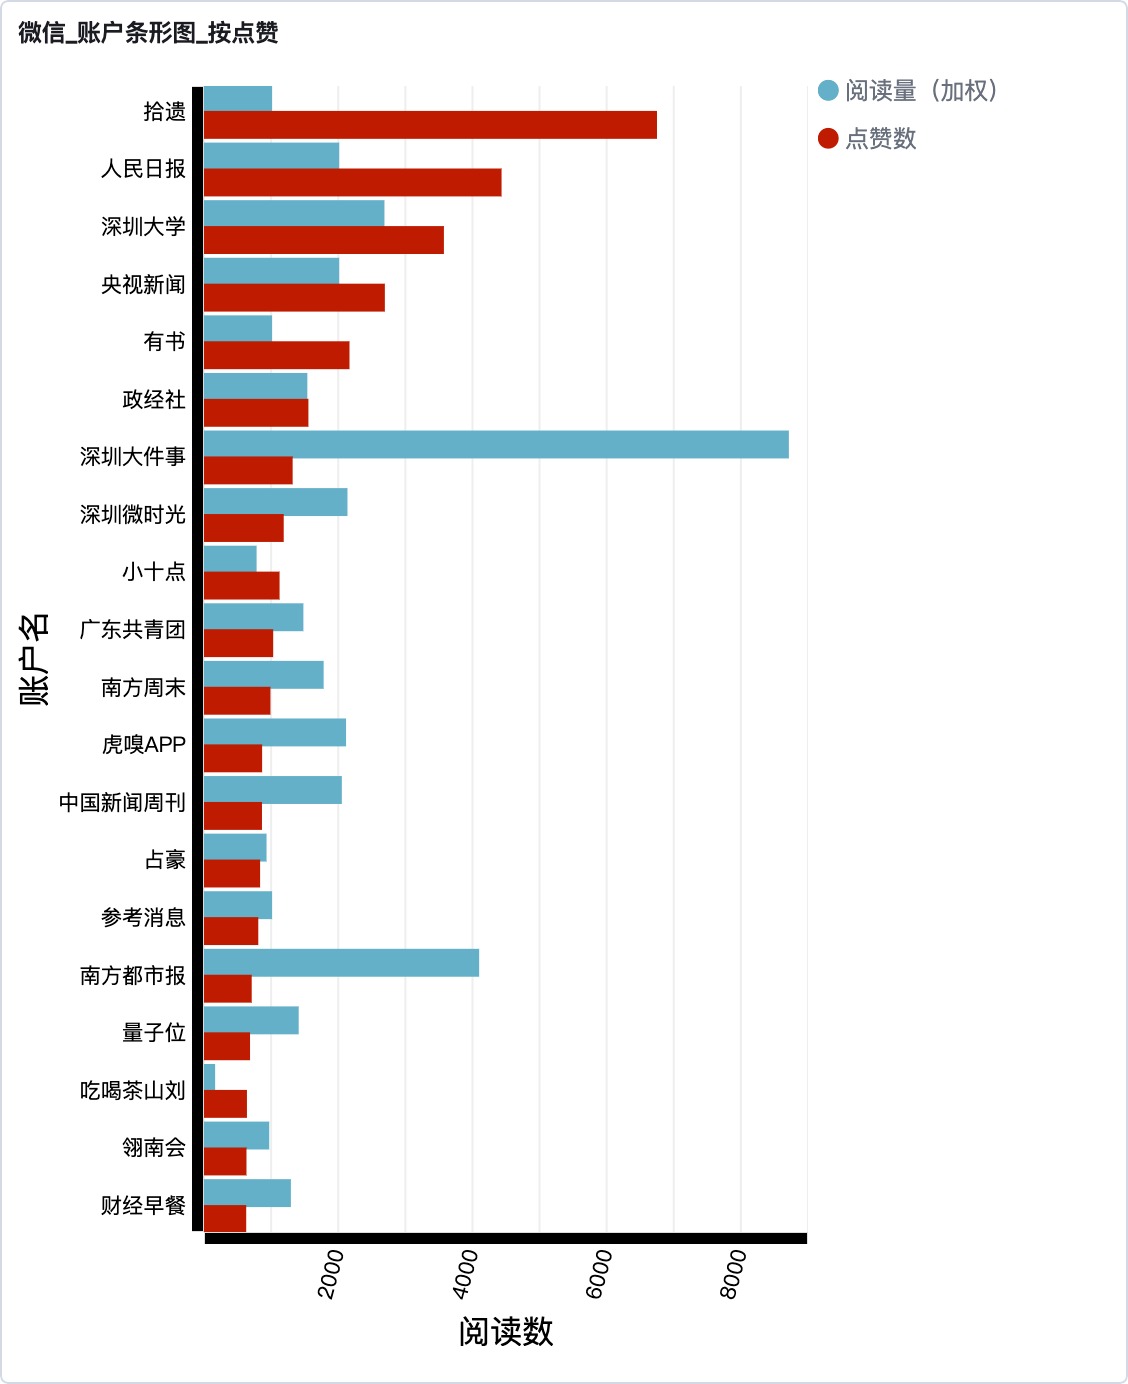 微信_账户条形图_按点赞
阅读量（加权）
点赞数
账户名
拾遗
人民日报
深圳大学
央视新闻
有书
政经社
深圳大件事
深圳微时光
小十点
广东共青团
南方周末
虎嗅APP
中国新闻周刊
占豪
参考消息
南方都市报
量子位
吃喝茶山刘
翎南会
财经早餐
2000
4000
6000
8000
阅读数